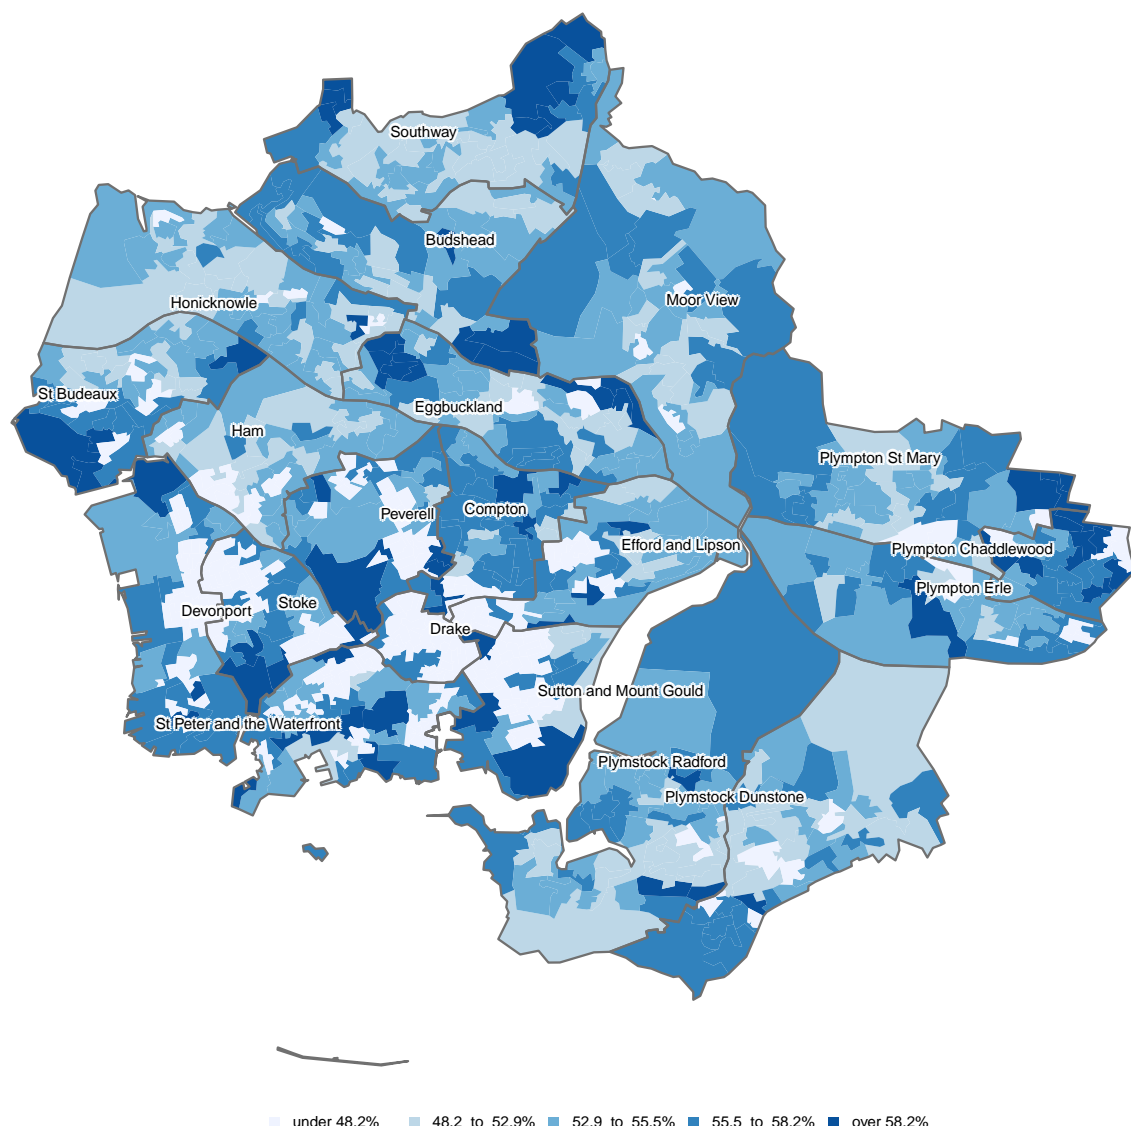 Southway
Budshead
Moor View
Honicknowle
St Budeaux
Eggbuckland
Ham
Plympton St Mary
Peverell
Compton
Efford and Lipson
Plympton Chaddlewood
Plympton Erle
Stoke
Devonport
Drake
Sutton and Mount Gould
St Peter and the Waterfront
Plymstock Radford
Plymstock Dunstone
under 48.2% 48.2 to 52.9% 52.9 to 55.5% 55.5 to 58.2% over 58.2%